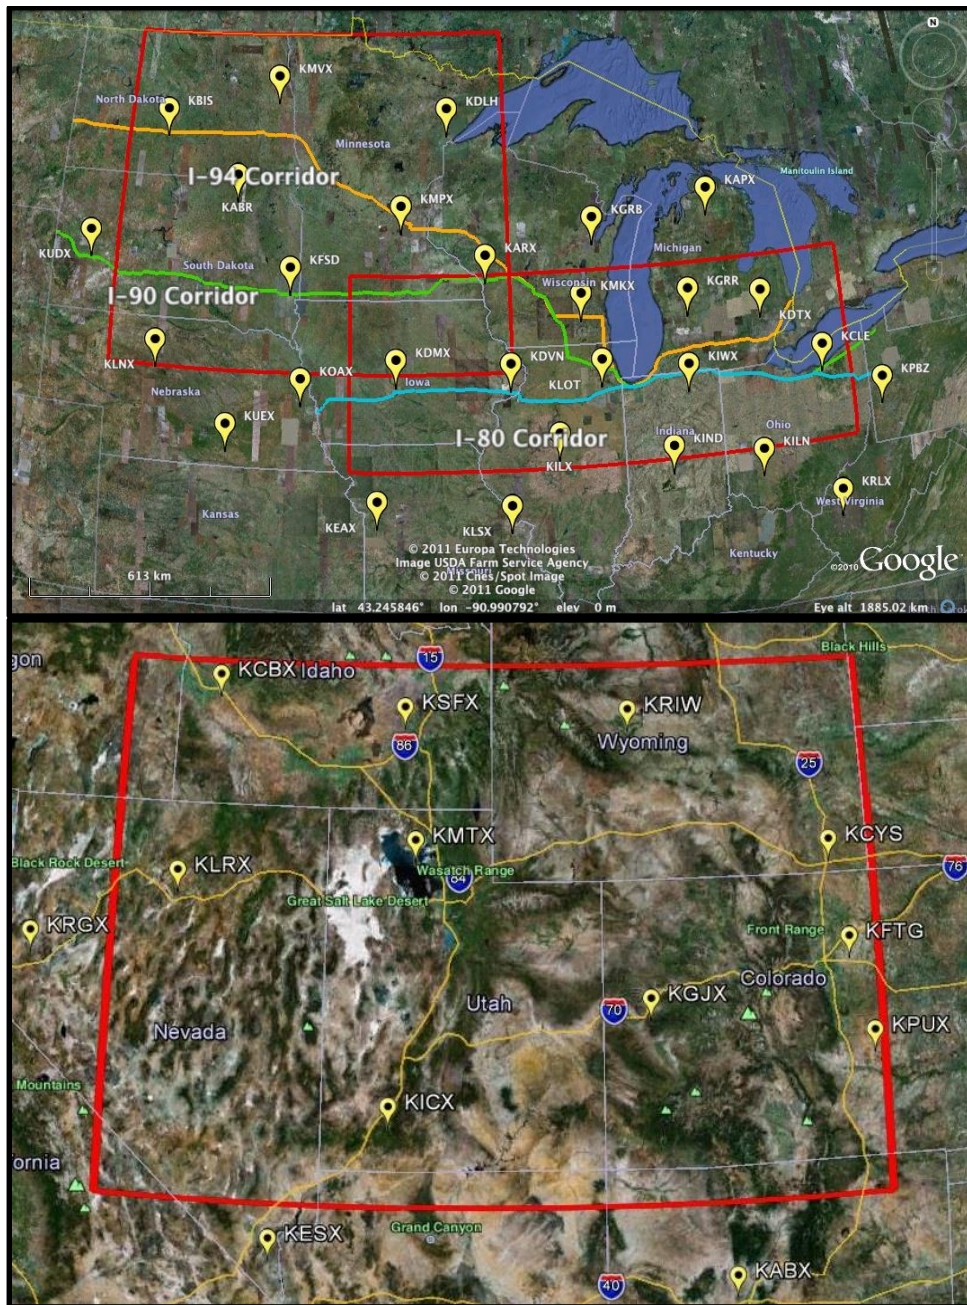 N
KMVX
North Dakota
KBIS
KDLH
Minnesota
I-94 Corridor
KABR
KMPX
KAPX
Manitoulin Island
KGRB
KUDX
South Dakota
KFSD
KARX
Michigan
I-90 Corridor
Wisconsin
KMKX
KGRR
KDTX
KLNX
KDMX
KDVN
KIWX
KCLE
KOAX
Iowa
KLOT
KPBZ
Nebraska
KUEX
I-80 Corridor
Indiana
Ohio
KILX
KIND
KILN
KRLX
West Virginia
Kansas
KEAX
KLSX
Kentucky
© 2011 Europa Technologies
Image USDA Farm Service Agency
© 2011 Cnes/Spot Image
© 2011 Google
©2010 Google
613 km
lat 43.245846° lon -90.990792° elev 0 m
Eye alt 1885.02 km
gon
KCBX
Idaho
15
Black Hills
KSFX
KRIW
86
Wyoming
25
KMTX
KCYS
Black Rock Desert
KLRX
Wasatch Range
84
76
Great Salt Lake Desert
KRGX
Front Range
KFTG
Colorado
KGJX
Utah
70
Nevada
KPUX
Mountains
KICX
ornia
KESX
Grand Canyon
KABX
40